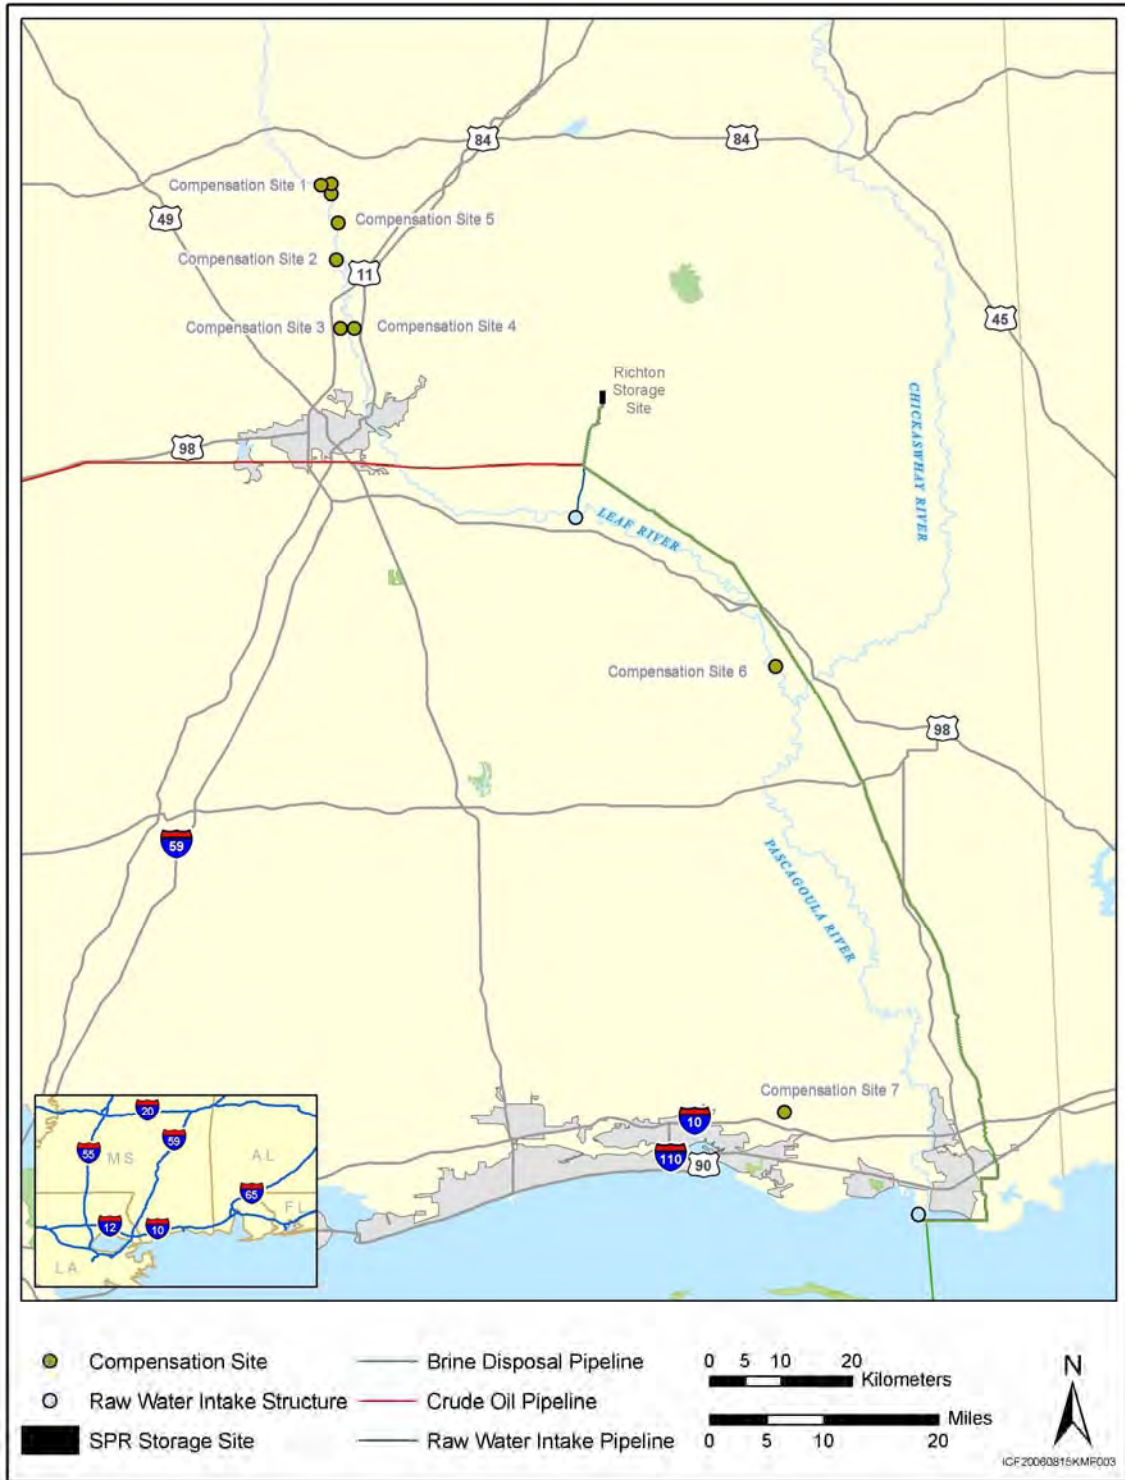 84
84
Compensation Site 1
49
Compensation Site 5
Compensation Site 2
11
45
Compensation Site 3
Compensation Site 4
Richton
Storage
Site
CHICKASWHAY RIVER
98
LEAF RIVER
Compensation Site 6
98
59
PASCAGOULA RIVER
Compensation Site 7
10
110
90
20
55
59
MS
AL
65
FL
12
10
LA
Compensation Site
Raw Water Intake Structure
SPR Storage Site
Brine Disposal Pipeline
Crude Oil Pipeline
Raw Water Intake Pipeline
0 5 10 20
Kilometers
Miles
0 5 10 20
N
ICF20060815KMF003